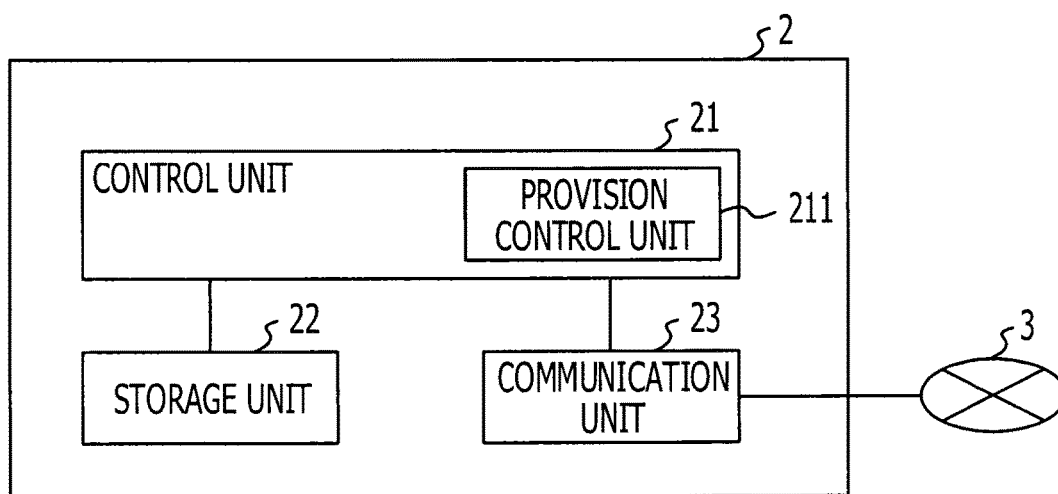 2
21
CONTROL UNIT
PROVISION
CONTROL UNIT
211
22
23
3
STORAGE UNIT
COMMUNICATION
UNIT